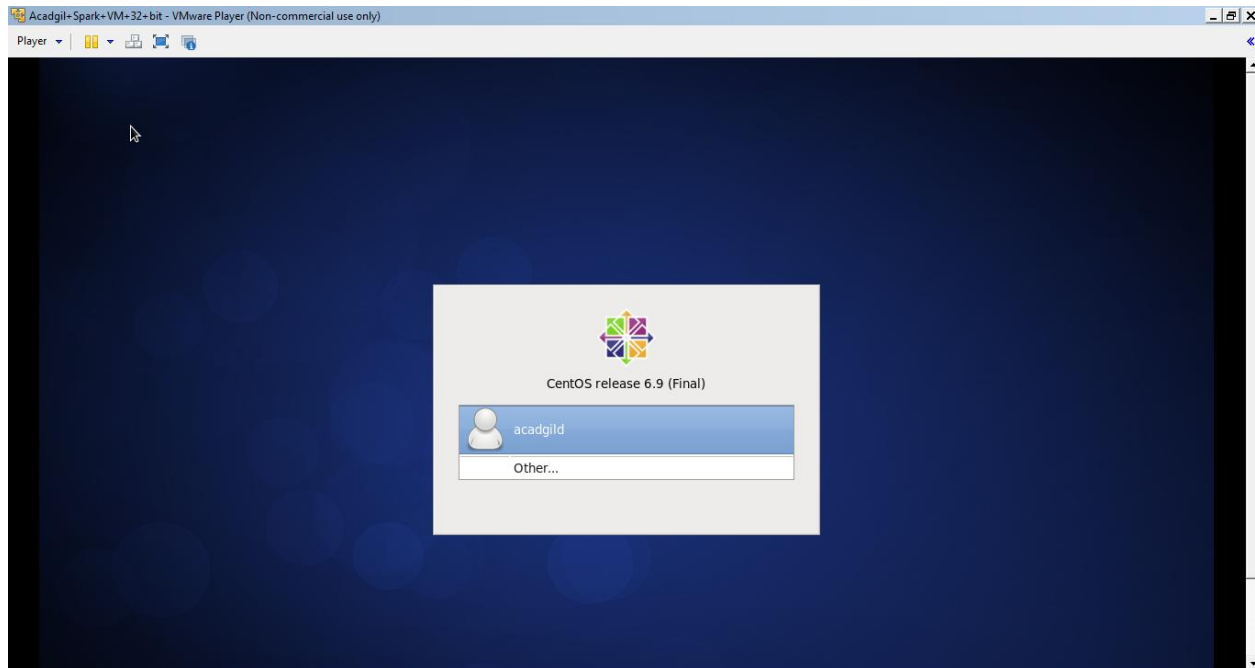 Acadgil+Spark+VM+32+bit - VMware Player (Non-commercial use only)
Player
CentOS release 6.9 (Final)
acadgild
Other...